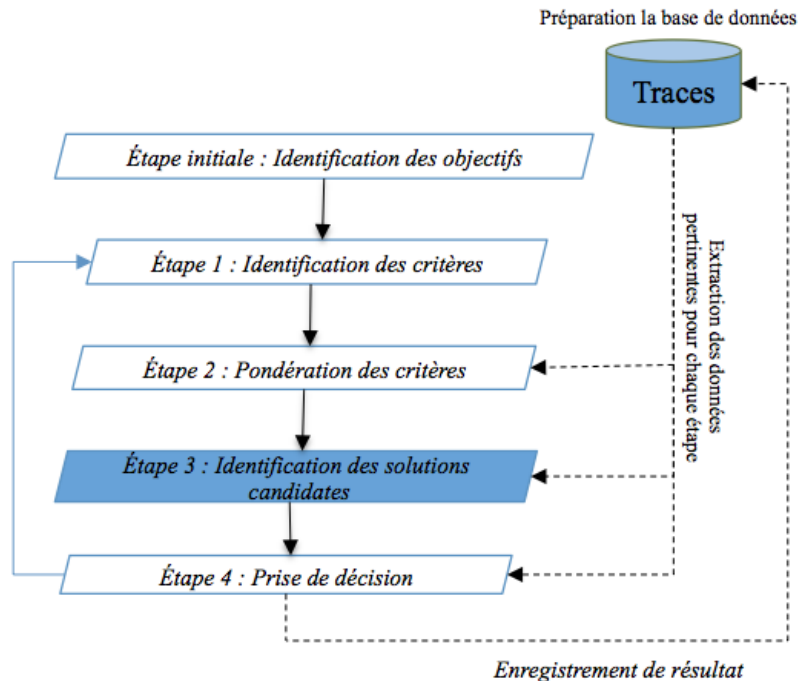 Préparation la base de données
Traces
Étape initiale : Identification des objectifs
Étape 1 : Identification des critères
Étape 2 : Pondération des critères
Étape 3 : Identification des solutions
candidates
Étape 4 : Prise de décision
Extraction des données
pertinentes pour chaque étape
Enregistrement de résultat